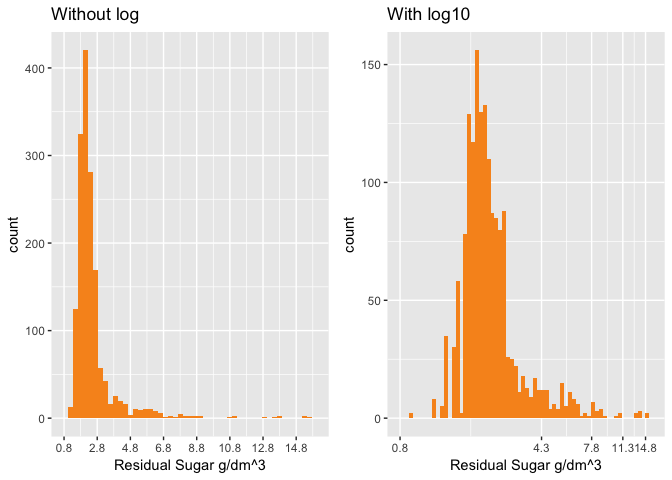 Without log
count
400
300
200
100
0
0.8 2.8 4.8 6.8 8.8 10.8 12.8 14.8
Residual Sugar g/dm^3
With log10
count
150
100
50
0
0.8 4.3 7.8 11.3 14.8
Residual Sugar g/dm^3